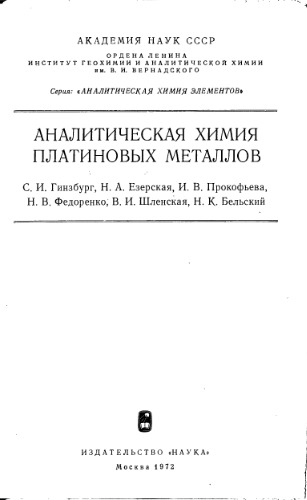 АКАДЕМИЯ НАУК СССР
ОРДЕНА ЛЕНИНА
ИНСТИТУТ ГЕОХИМИИ И АНАЛИТИЧЕСКОЙ ХИМИИ
им. В. И. ВЕРНАДСКОГО
Серия: «АНАЛИТИЧЕСКАЯ ХИМИЯ ЭЛЕМЕНТОВ»
АНАЛИТИЧЕСКАЯ ХИМИЯ
ПЛАТИНОВЫХ МЕТАЛЛОВ
С. И. Гинзбург, Н. А. Езерская, И. В. Прокофьева,
Н. В. Федоренко, В. И. Шленская, Н. К. Бельский
ИЗДАТЕЛЬСТВО «НАУКА»
Москва 1972